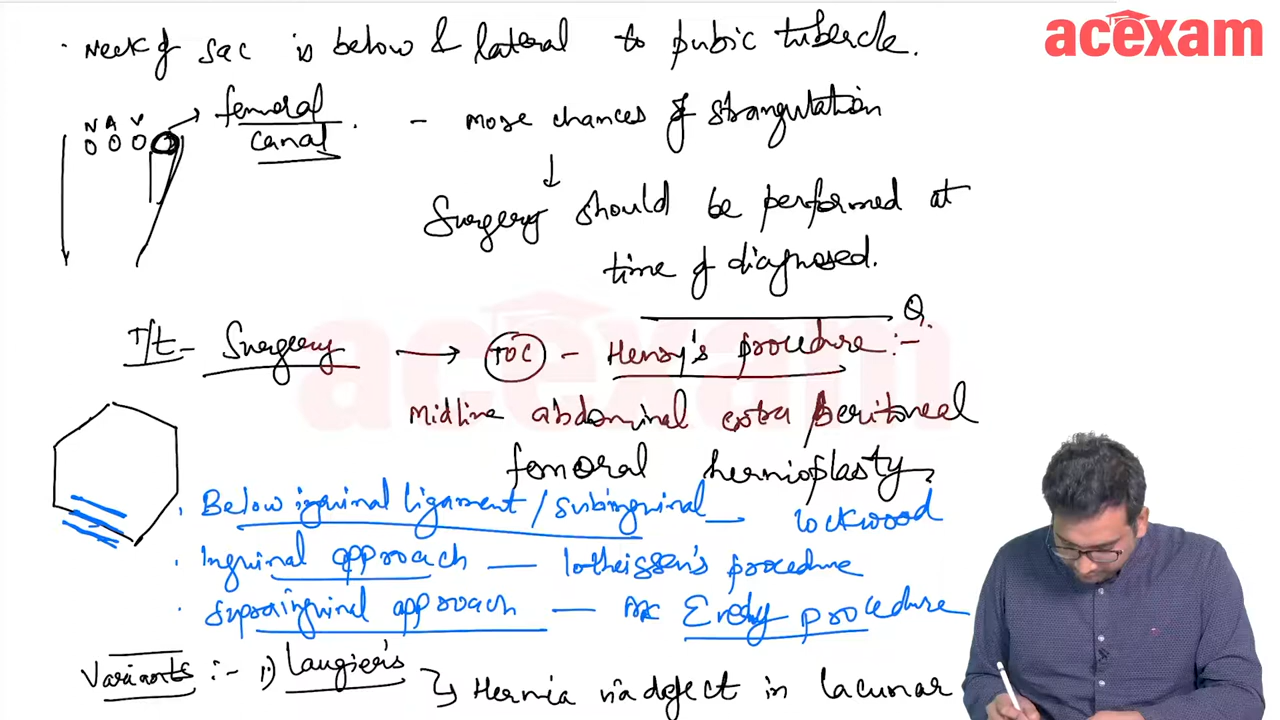 acexam
· Neck of sac is below & lateral to pubic tubercle.
N A V
femoral
canal
- more chances of strangulation
↓
Surgery should be performed at
time of diagnosed.
T/t - Surgery → TOC - Henry's procedure :- Q.
Midline abdominal extra peritoneal
femoral hernioplasty
· Below inguinal ligament / subinguinal - lockwood
· Inguinal approach - lotheissen's procedure
· Suprainguinal approach - Mc Evedy procedure
Variants :- 1) Laugier's
↳ Hernia via defect in lacunar